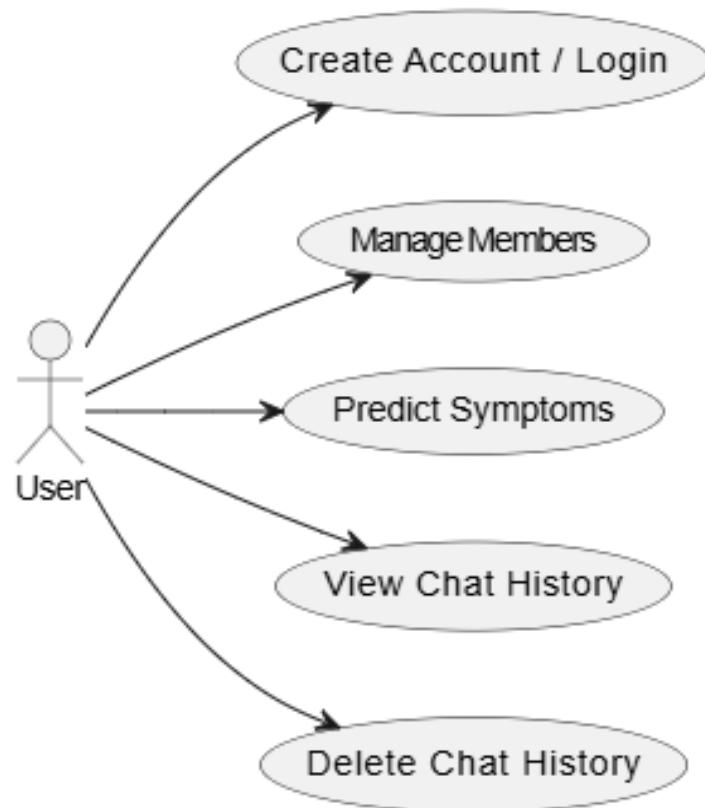 Create Account / Login
Manage Members
Predict Symptoms
User
View Chat History
Delete Chat History